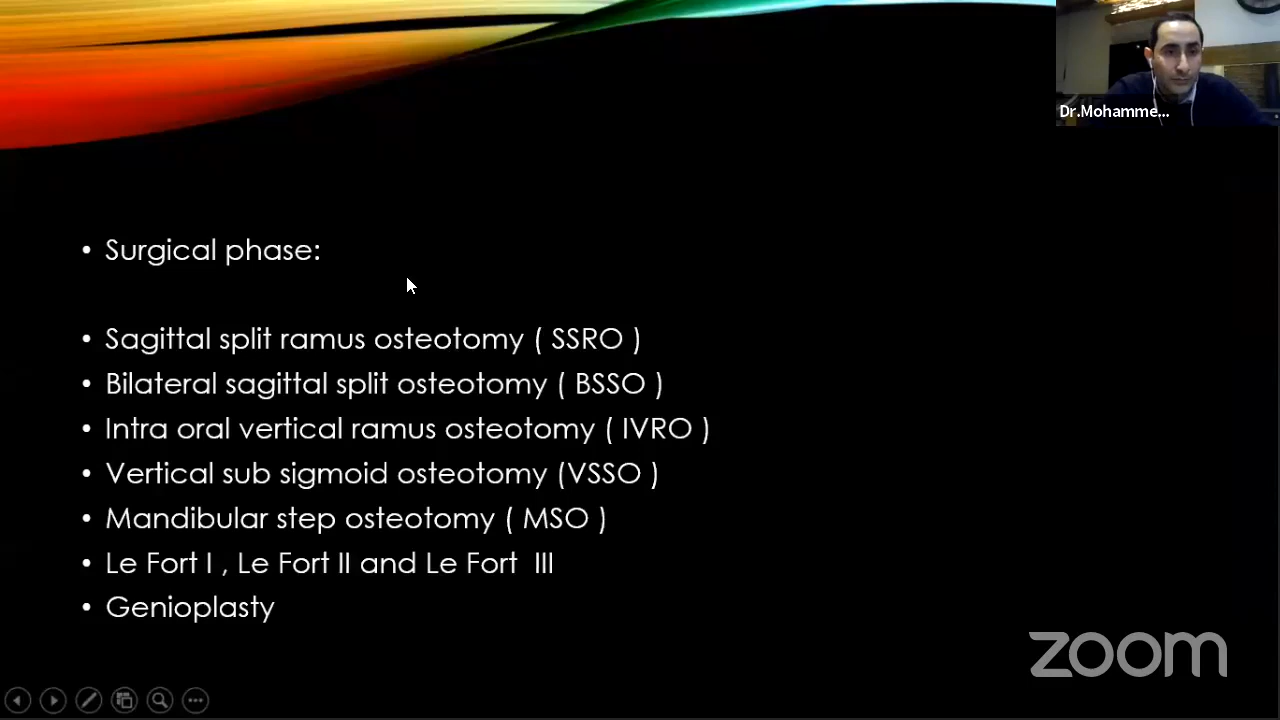 Dr.Mohamme...
• Surgical phase:
• Sagittal split ramus osteotomy ( SSRO )
• Bilateral sagittal split osteotomy ( BSSO )
• Intra oral vertical ramus osteotomy ( IVRO )
• Vertical sub sigmoid osteotomy (VSSO )
• Mandibular step osteotomy ( MSO )
• Le Fort I , Le Fort II and Le Fort  III
• Genioplasty
zoom